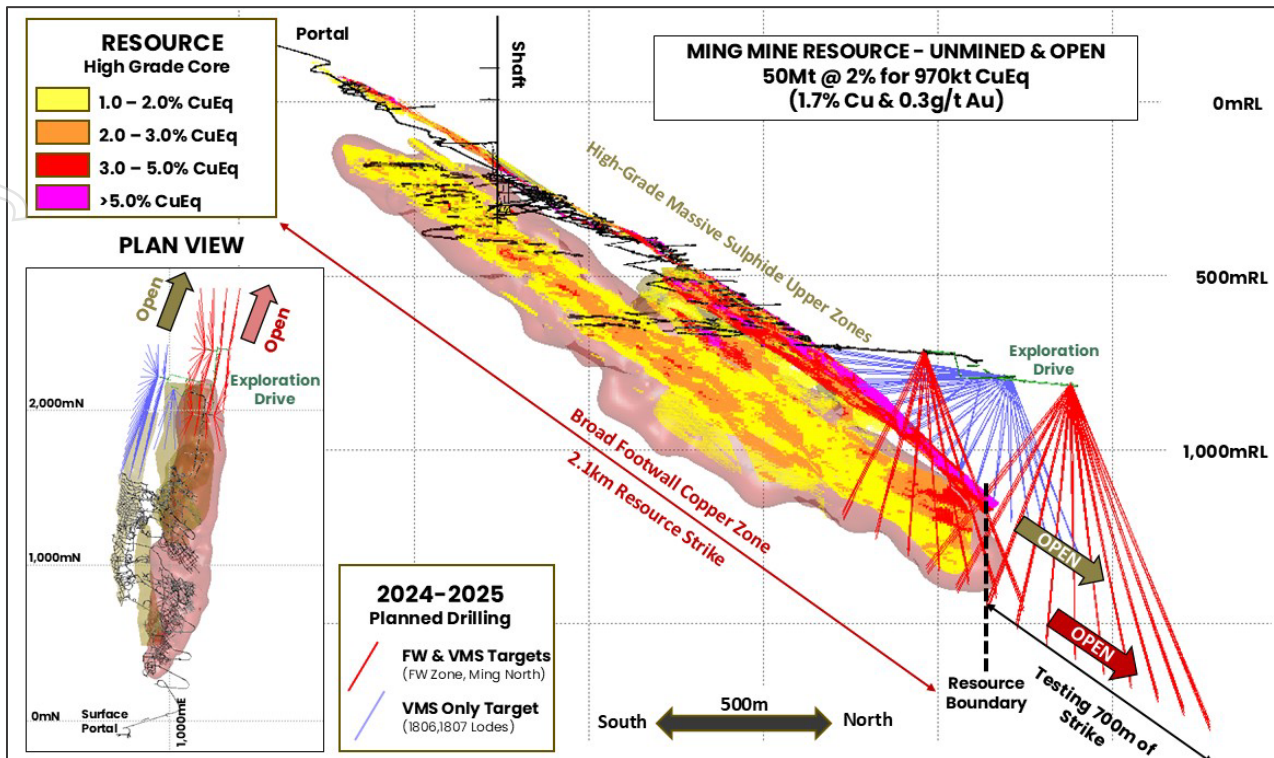 RESOURCE
High Grade Core
1.0 – 2.0% CuEq
2.0 – 3.0% CuEq
3.0 – 5.0% CuEq
>5.0% CuEq
Portal
Shaft
MING MINE RESOURCE - UNMINED & OPEN
50Mt @ 2% for 970kt CuEq
(1.7% Cu & 0.3g/t Au)
0mRL
500mRL
1,000mRL
High-Grade Massive Sulphide Upper Zones
Exploration
Drive
Broad Footwall Copper Zone
2.1km Resource Strike
OPEN
OPEN
Resource
Boundary
Testing 700m of
Strike
500m
South
North
PLAN VIEW
Open
Open
Exploration
Drive
2,000mN
1,000mN
0mN
1,000mE
Surface
Portal
2024-2025
Planned Drilling
FW & VMS Targets
(FW Zone, Ming North)
VMS Only Target
(1806,1807 Lodes)